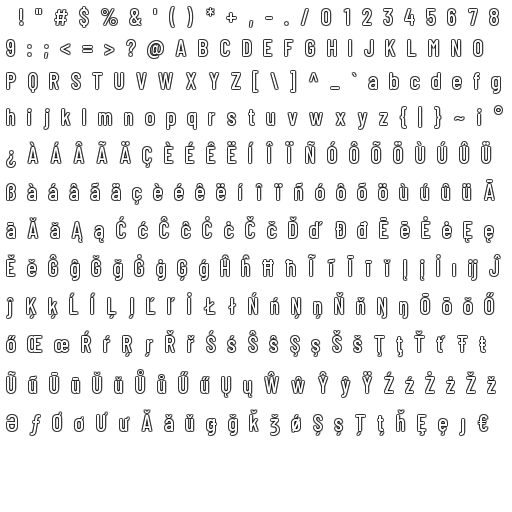 ! " # $ % & ' ( ) * + , - . / 0 1 2 3 4 5 6 7 8
9 : ; < = > ? @ A B C D E F G H I J K L M N O
P Q R S T U V W X Y Z [ \ ] ^ _ ` a b c d e f g
h i j k l m n o p q r s t u v w x y z { | } ~ ¡ °
¿ À Á Â Ã Ä Ç È É Ê Ë Í Î Ï Ñ Ó Ô Õ Ö Ù Ú Û Ü
ß à á â ã ä ç è é ê ë í î ï ñ ó ô õ ö ù ú û ü Ā
ā Ă ă Ą ą Ć ć Ĉ ĉ Ċ ċ Č č Ď ď Đ đ Ē ē Ė ė Ę ę
Ě ě Ĝ ĝ Ğ ğ Ġ ġ Ģ ģ Ĥ ĥ Ħ ħ Ĩ ĩ Ī ī ĭ Į į İ ı ĳ Ĵ
ĵ Ķ ķ Ĺ ĺ Ļ ļ Ľ ľ Ł ł Ń ń Ņ ņ Ň ň Ŋ ŋ Ō ō ŏ Ő
ő Œ œ Ŕ ŕ Ŗ ŗ Ř ř Ś ś Ŝ ŝ Ş ş Š š Ţ ţ Ť ť Ŧ ŧ
Ũ ũ Ū ū Ŭ ŭ Ů ů Ű ű Ų ų Ŵ ŵ Ŷ ŷ Ÿ Ź ź Ż ż Ž ž
Ə ƒ Ơ ơ Ư ư Ă ă ǔ ǥ ǧ ǩ ǯ ǿ Ș ș Ț ț ȟ Ȩ ȩ ȷ €